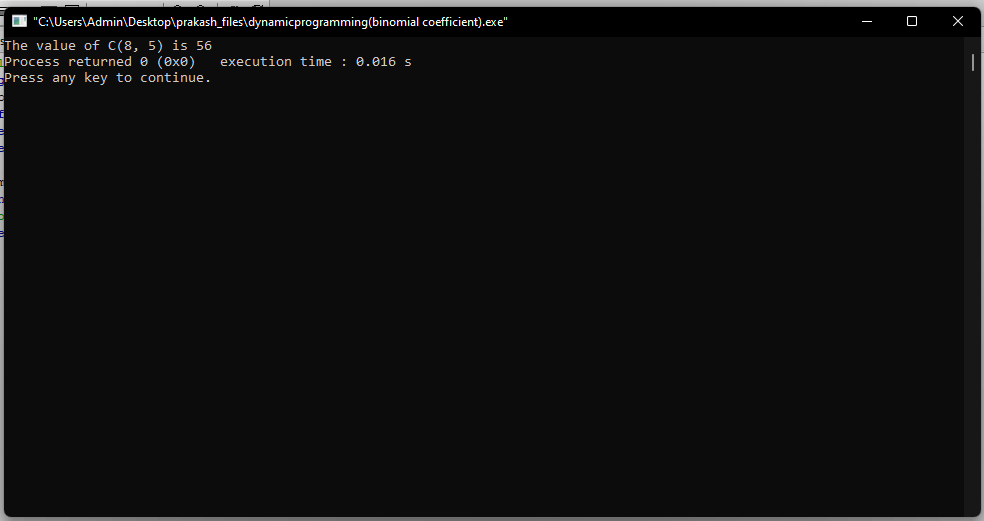 "C:\Users\Admin\Desktop\prakash_files\dynamicprogramming(binomial coefficient).exe"
The value of C(8, 5) is 56
Process returned 0 (0x0)   execution time : 0.016 s
Press any key to continue.